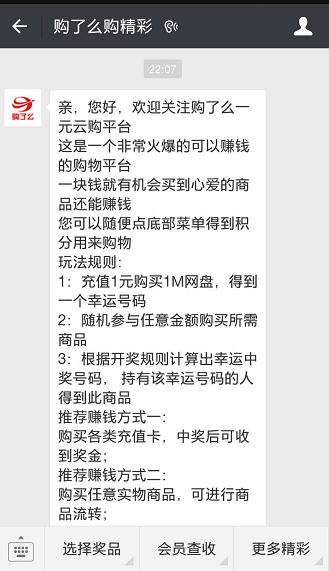 购了么购精彩
22:07
购了么
亲，您好，欢迎关注购了么一
元云购平台
这是一个非常火爆的可以赚钱
的购物平台
一块钱就有机会买到心爱的商
品还能赚钱
您可以随便点底部菜单得到积
分用来购物
玩法规则：
1：充值1元购买1M网盘，得到
一个幸运号码
2：随机参与任意金额购买所需
商品
3：根据开奖规则计算出幸运中
奖号码， 持有该幸运号码的人
得到此商品
推荐赚钱方式一：
购买各类充值卡，中奖后可收
到奖金；
推荐赚钱方式二：
购买任意实物商品，可进行商
品流转；
选择奖品
会员查收
更多精彩